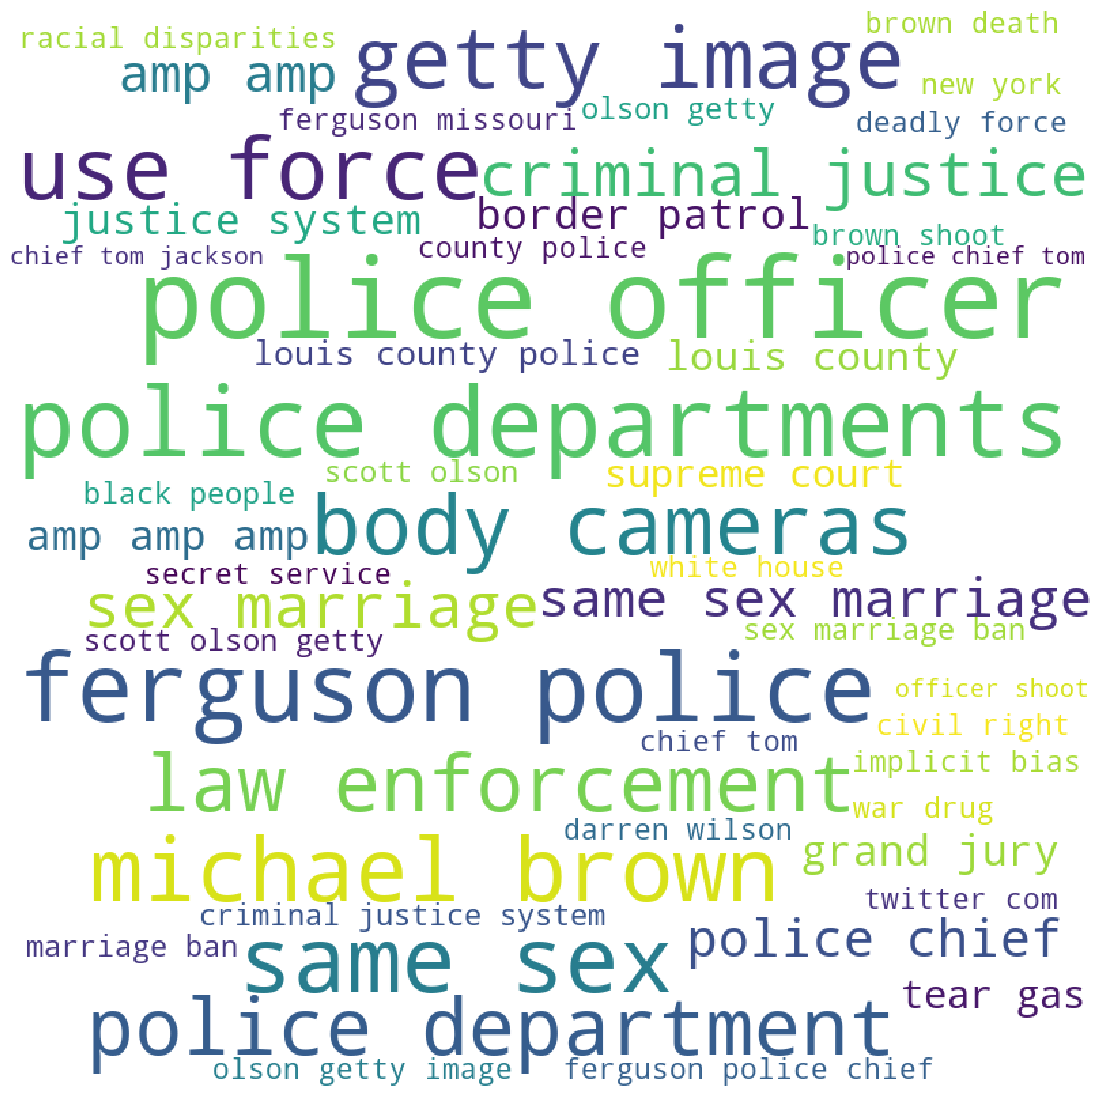 brown death
racial disparities
getty image
amp amp
new york
olson getty
ferguson missouri
deadly force
use force
criminal justice
border patrol
justice system
brown shoot
county police
chief tom jackson
police chief tom
police officer
louis county police
louis county
police departments
scott olson
supreme court
black people
body cameras
amp amp amp
white house
secret service
same sex marriage
sex marriage
sex marriage ban
scott olson getty
ferguson police
officer shoot
civil right
chief tom
implicit bias
law enforcement
war drug
darren wilson
grand jury
michael brown
twitter com
criminal justice system
police chief
marriage ban
same sex
tear gas
police department
olson getty image
ferguson police chief